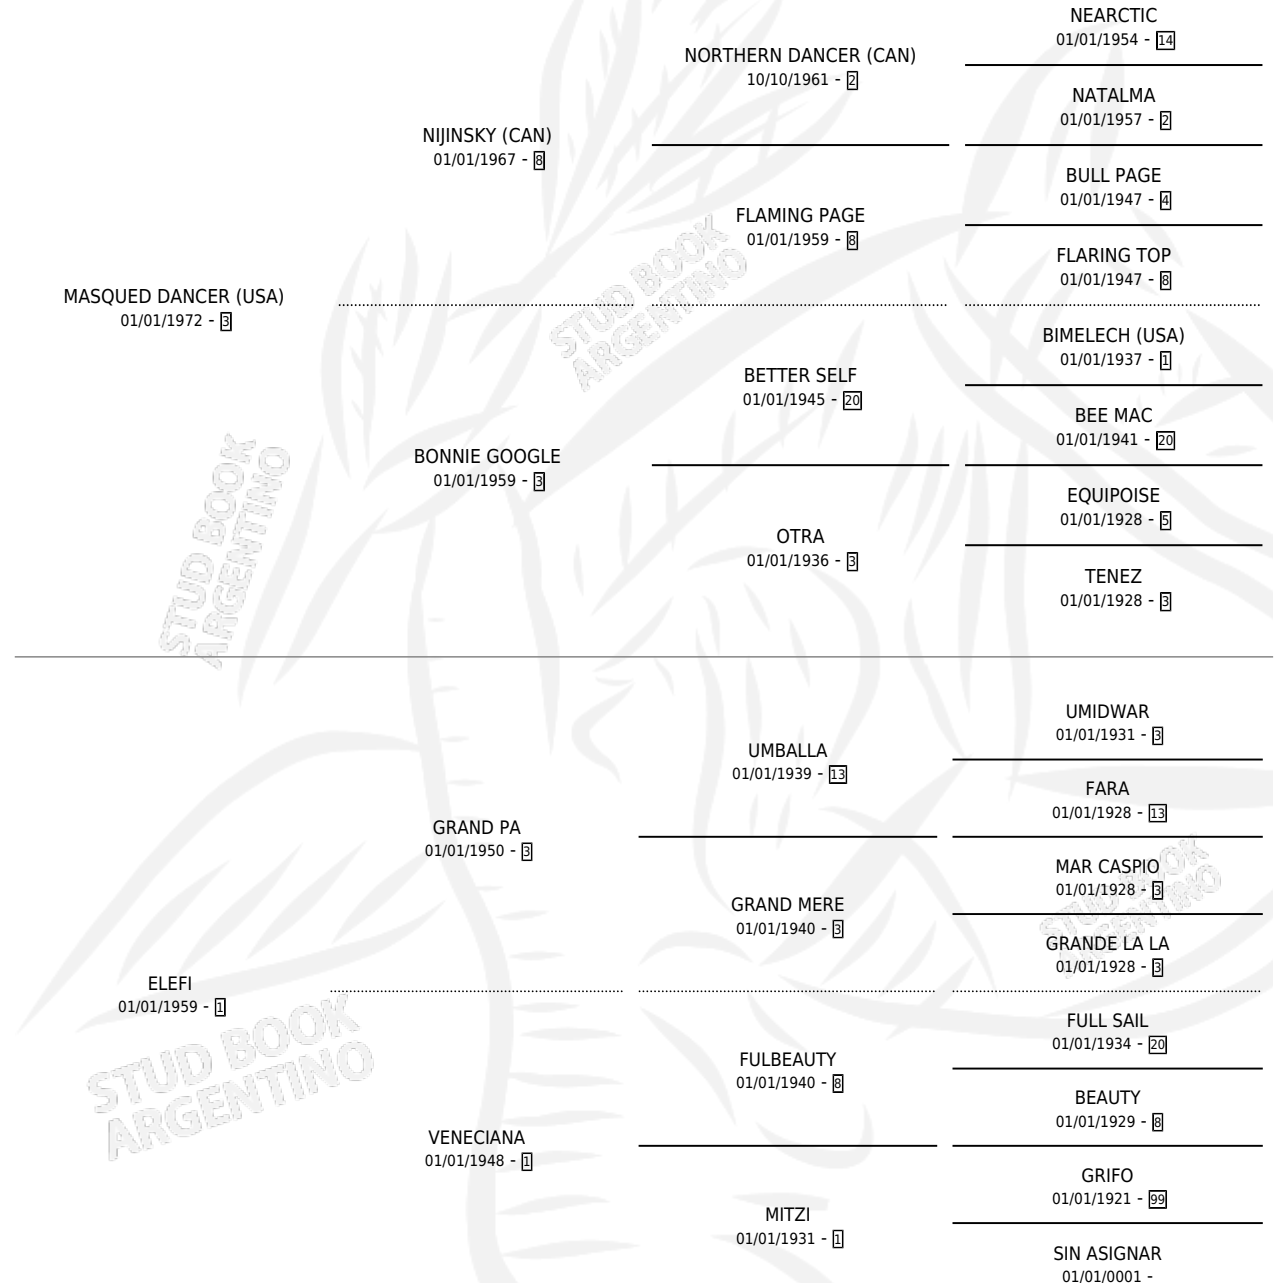 NEARCTIC
01/01/1954 - 14
NORTHERN DANCER (CAN)
10/10/1961 - 2
NATALMA
01/01/1957 - 2
NIJINSKY (CAN)
01/01/1967 - 8
BULL PAGE
01/01/1947 - 4
FLAMING PAGE
01/01/1959 - 8
FLARING TOP
01/01/1947 - 8
MASQUED DANCER (USA)
01/01/1972 - 3
BIMELECH (USA)
01/01/1937 - 1
BETTER SELF
01/01/1945 - 20
BEE MAC
01/01/1941 - 20
BONNIE GOOGLE
01/01/1959 - 3
EQUIPOISE
01/01/1928 - 5
OTRA
01/01/1936 - 3
TENEZ
01/01/1928 - 3
STUD BOOK
ARGENTINO
STUD BOOK
ARGENTINO
UMIDWAR
01/01/1931 - 3
UMBALLA
01/01/1939 - 13
FARA
01/01/1928 - 13
GRAND PA
01/01/1950 - 3
MAR CASPIO
01/01/1928 - 3
GRAND MERE
01/01/1940 - 3
GRANDE LA LA
01/01/1928 - 3
STUD BOOK
ARGENTINO
ELEFI
01/01/1959 - 1
FULL SAIL
01/01/1934 - 20
FULBEAUTY
01/01/1940 - 8
BEAUTY
01/01/1929 - 8
STUD BOOK
ARGENTINO
VENECIANA
01/01/1948 - 1
GRIFO
01/01/1921 - 99
MITZI
01/01/1931 - 1
SIN ASIGNAR
01/01/0001 -